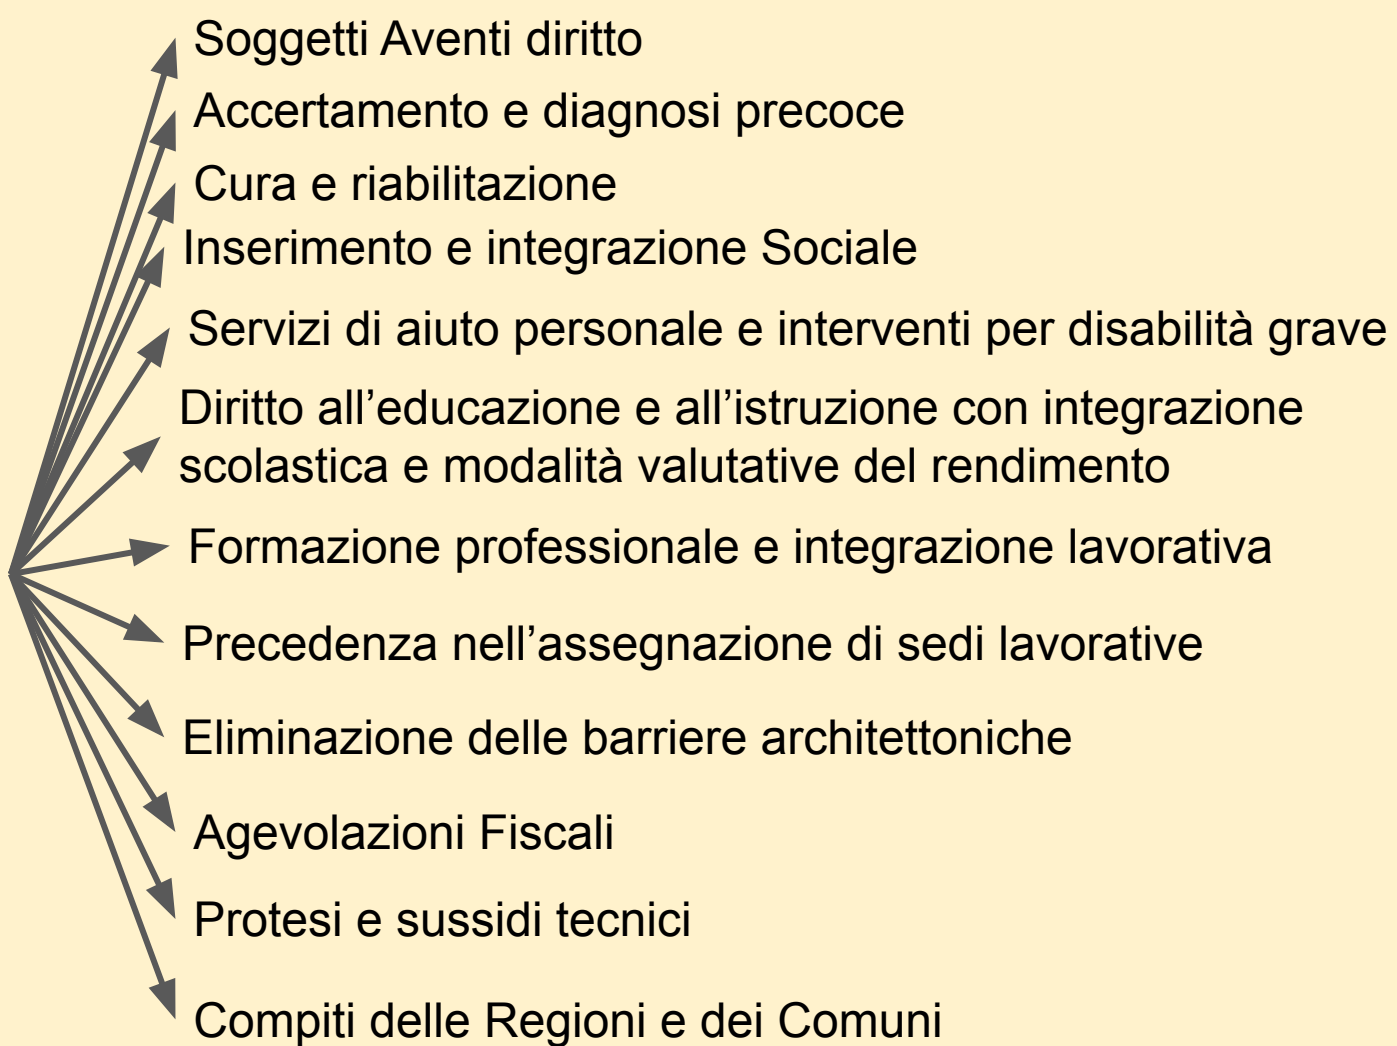 Soggetti Aventi diritto
Accertamento e diagnosi precoce
Cura e riabilitazione
Inserimento e integrazione Sociale
Servizi di aiuto personale e interventi per disabilità grave
Diritto all’educazione e all’istruzione con integrazione
scolastica e modalità valutative del rendimento
Formazione professionale e integrazione lavorativa
Precedenza nell’assegnazione di sedi lavorative
Eliminazione delle barriere architettoniche
Agevolazioni Fiscali
Protesi e sussidi tecnici
Compiti delle Regioni e dei Comuni